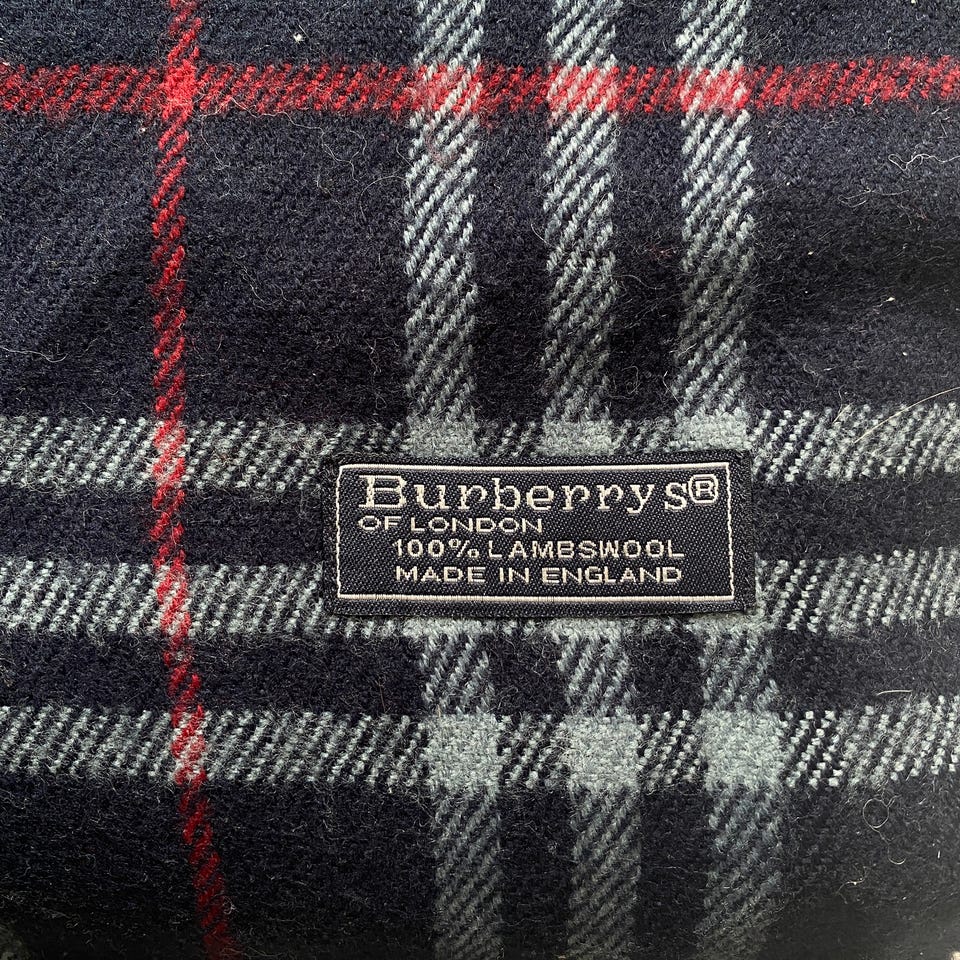 Burberrys®
OF LONDON
100% LAMBSWOOL
MADE IN ENGLAND